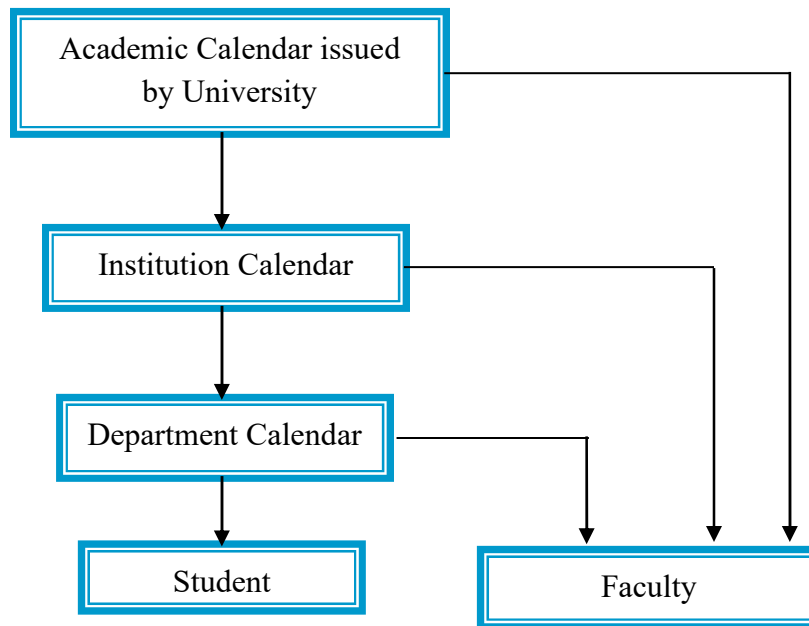 Academic Calendar issued
by University
Institution Calendar
Department Calendar
Student
Faculty